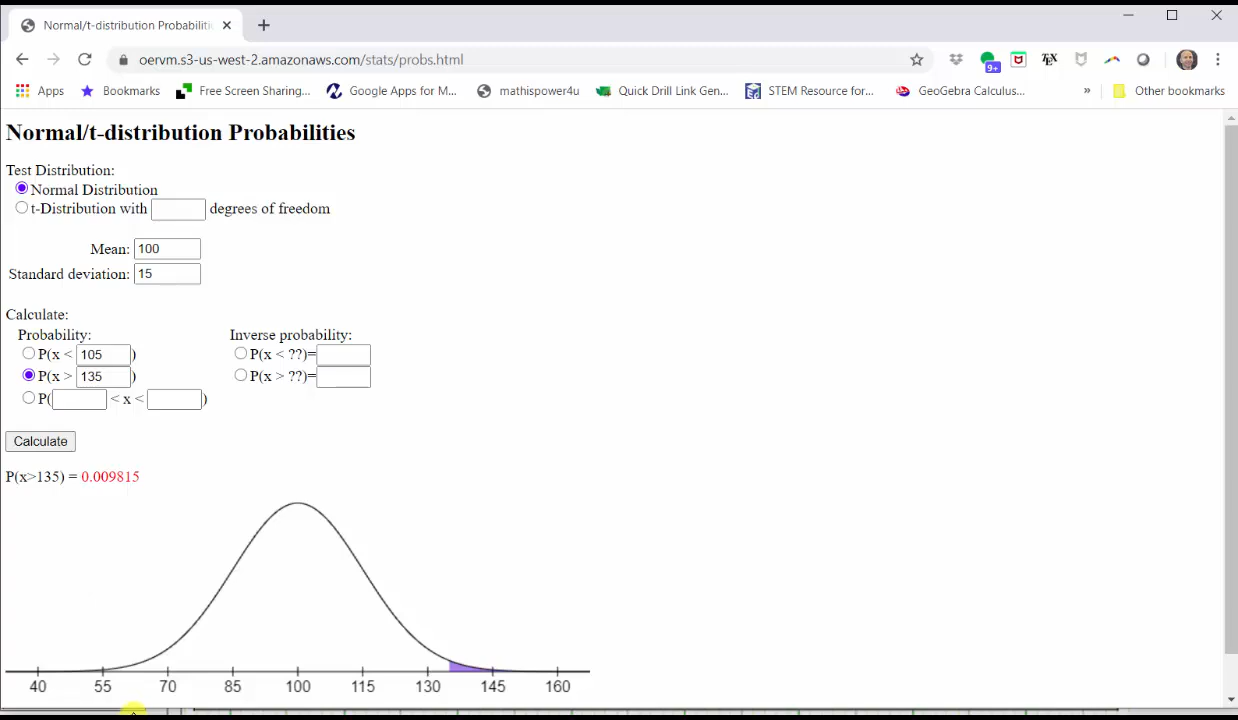 Normal/t-distribution Probabiliti
oervm.s3-us-west-2.amazonaws.com/stats/probs.html
9+
TEX
Apps Bookmarks Free Screen Sharing... Google Apps for M... mathispower4u Quick Drill Link Gen... STEM Resource for... GeoGebra Calculus... » Other bookmarks
Normal/t-distribution Probabilities
Test Distribution:
Normal Distribution
t-Distribution with degrees of freedom
Mean: 100
Standard deviation: 15
Calculate:
Probability: Inverse probability:
P(x < 105 ) P(x < ??)=
P(x > 135 ) P(x > ??)=
P( < x < )
Calculate
P(x>135) = 0.009815
40 55 70 85 100 115 130 145 160